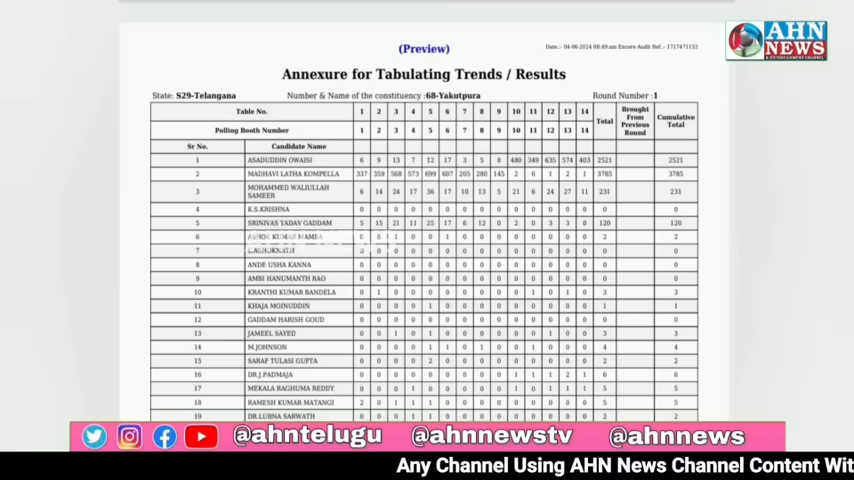 AHN
NEWS
& ENTERTAINMENT CHANNEL
(Preview)
Date:- 04-06-2024 08:49:am Encore Audit Ref:- 1717471153
Annexure for Tabulating Trends / Results
State: S29-Telangana Number & Name of the constituency :68-Yakutpura Round Number :1
Table No. 1 2 3 4 5 6 7 8 9 10 11 12 13 14 Total Brought From Previous Round Cumulative Total
Polling Booth Number 1 2 3 4 5 6 7 8 9 10 11 12 13 14
Sr No. Candidate Name
1 ASADUDDIN OWAISI 6 9 13 7 12 17 3 5 8 480 349 635 574 403 2521 2521
2 MADHAVI LATHA KOMPELLA 337 359 568 573 699 607 205 280 145 2 6 1 2 1 3785 3785
3 MOHAMMED WALIULLAH SAMEER 6 14 24 17 36 17 10 13 5 21 6 24 27 11 231 231
4 K.S.KRISHNA 0 0 0 0 0 0 0 0 0 0 0 0 0 0 0 0
5 SRINIVAS YADAV GADDAM 5 15 21 11 25 17 6 12 0 2 0 3 3 0 120 120
6 0 0 0 0 0 0 0 0 2 2
7 0 0 0 0 0 0 0 0 0 0
8 ANDE USHA KANNA 0 0 0 0 0 0 0 0 0 0 0 0 0 0 0 0
9 AMBI HANUMANTH RAO 0 0 0 0 0 0 0 0 0 0 0 0 0 0 0 0
10 KRANTHI KUMAR BANDELA 0 1 0 0 0 0 0 0 0 0 1 0 1 0 3 3
11 KHAJA MOINUDDIN 0 0 0 0 1 0 0 0 0 0 0 0 0 0 1 1
12 GADDAM HARISH GOUD 0 0 0 0 0 0 0 0 0 0 0 0 0 0 0 0
13 JAMEEL SAYED 0 0 1 0 1 0 0 0 0 0 0 1 0 0 3 3
14 M.JOHNSON 0 0 0 0 1 1 0 1 0 0 1 0 0 0 4 4
15 SARAF TULASI GUPTA 0 0 0 0 2 0 0 0 0 0 0 0 0 0 2 2
16 DR.J.PADMAJA 0 0 0 0 0 0 0 0 0 1 1 1 2 1 6 6
17 MEKALA RAGHUMA REDDY 0 0 0 1 0 0 0 0 0 1 0 1 1 1 5 5
18 RAMESH KUMAR MATANGI 2 0 1 1 1 0 0 0 0 0 0 0 0 0 5 5
19 DR.LUBNA SARWATH 0 0 0 1 1 0 0 0 0 0 0 0 0 0 2 2
@ahntelugu @ahnnewstv @ahnnews
Any Channel Using AHN News Channel Content Wit